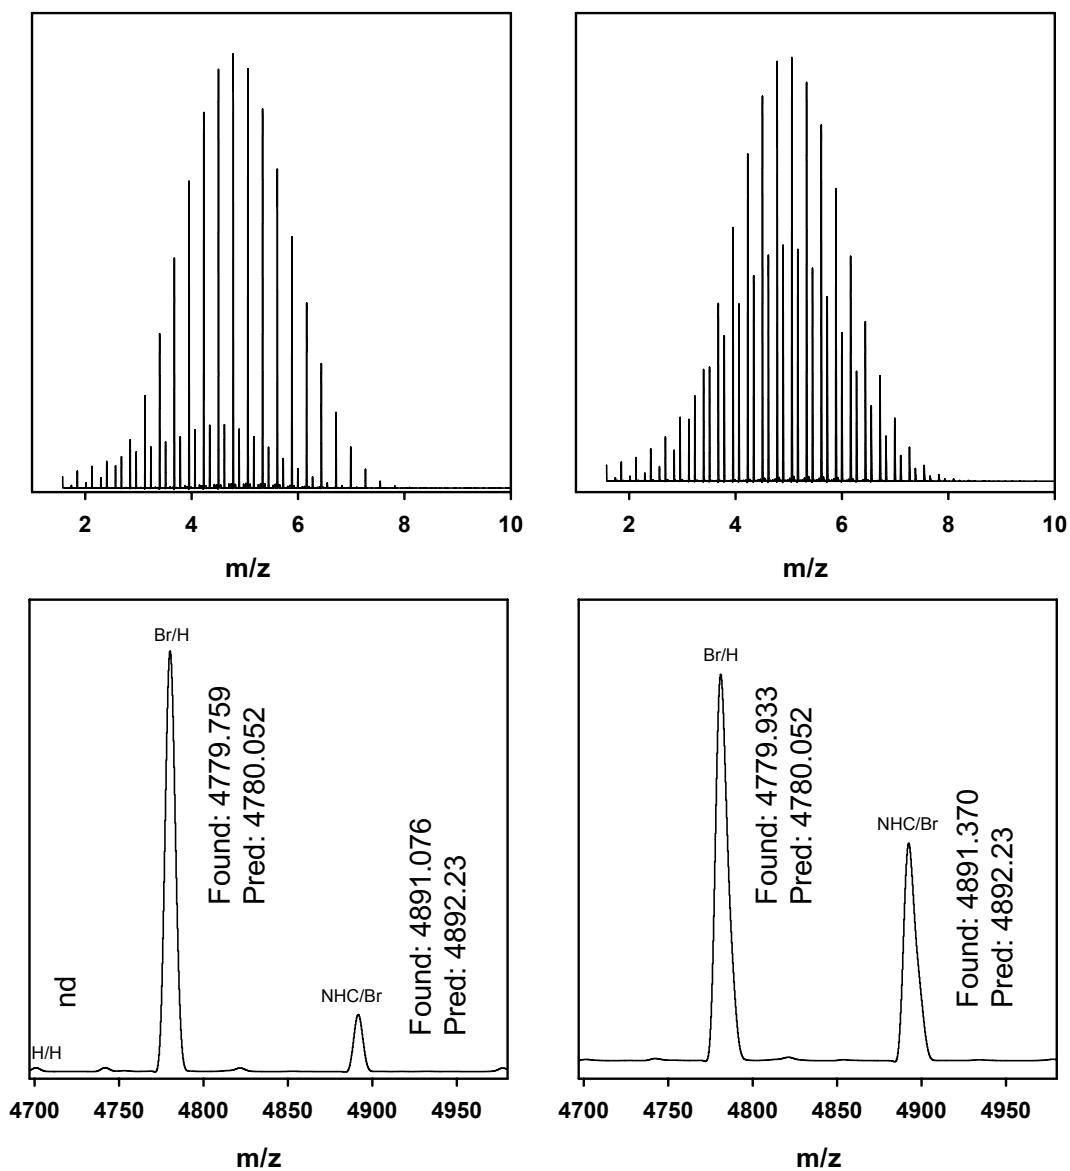 2 4 6 8 10
m/z
2 4 6 8 10
m/z
Br/H
Found: 4779.759
Pred: 4780.052
Found: 4891.076
Pred: 4892.23
nd
NHC/Br
H/H
4700 4750 4800 4850 4900 4950
m/z
Br/H
Found: 4779.933
Pred: 4780.052
NHC/Br
Found: 4891.370
Pred: 4892.23
4700 4750 4800 4850 4900 4950
m/z